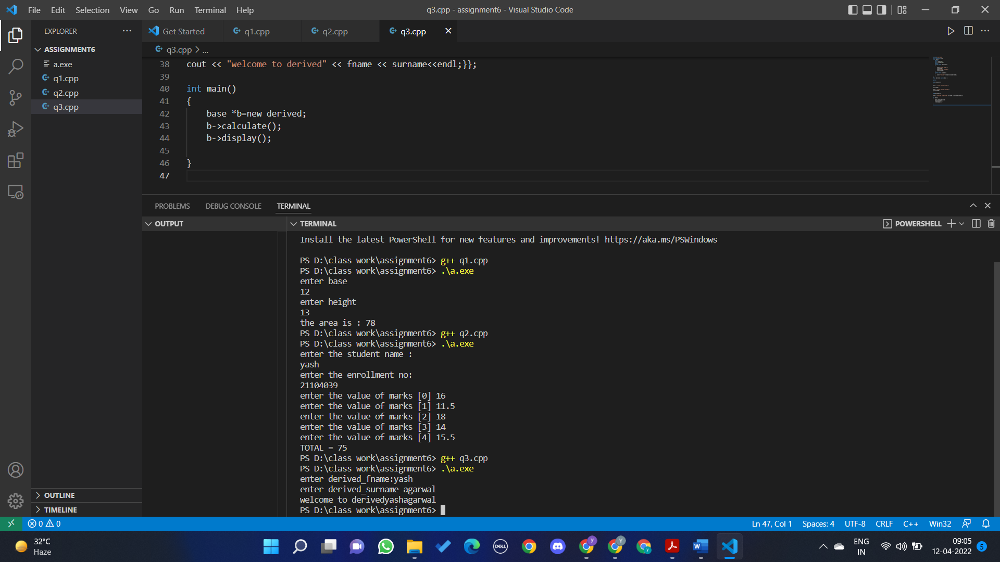 File Edit Selection View Go Run Terminal Help
q3.cpp - assignment6 - Visual Studio Code
EXPLORER
Get Started
q1.cpp
q2.cpp
q3.cpp
ASSIGNMENT6
a.exe
q1.cpp
q2.cpp
q3.cpp
OUTLINE
TIMELINE
q3.cpp > ...
38 cout << "welcome to derived" << fname << surname<<endl;}};
39
40 int main()
41 {
42 base *b=new derived;
43 b->calculate();
44 b->display();
45
46 }
47
PROBLEMS DEBUG CONSOLE TERMINAL
OUTPUT
TERMINAL
POWERSHELL
Install the latest PowerShell for new features and improvements! https://aka.ms/PSWindows
PS D:\class work\assignment6> g++ q1.cpp
PS D:\class work\assignment6> .\a.exe
enter base
12
enter height
13
the area is : 78
PS D:\class work\assignment6> g++ q2.cpp
PS D:\class work\assignment6> .\a.exe
enter the student name :
yash
enter the enrollment no:
21104039
enter the value of marks [0] 16
enter the value of marks [1] 11.5
enter the value of marks [2] 18
enter the value of marks [3] 14
enter the value of marks [4] 15.5
TOTAL = 75
PS D:\class work\assignment6> g++ q3.cpp
PS D:\class work\assignment6> .\a.exe
enter derived_fname:yash
enter derived_surname agarwal
welcome to derivedyashagarwal
PS D:\class work\assignment6>
0 0
Ln 47, Col 1 Spaces: 4 UTF-8 CRLF C++ Win32
32°C
Haze
DELL
y
Y
y
W
ENG
IN
09:05
12-04-2022
5